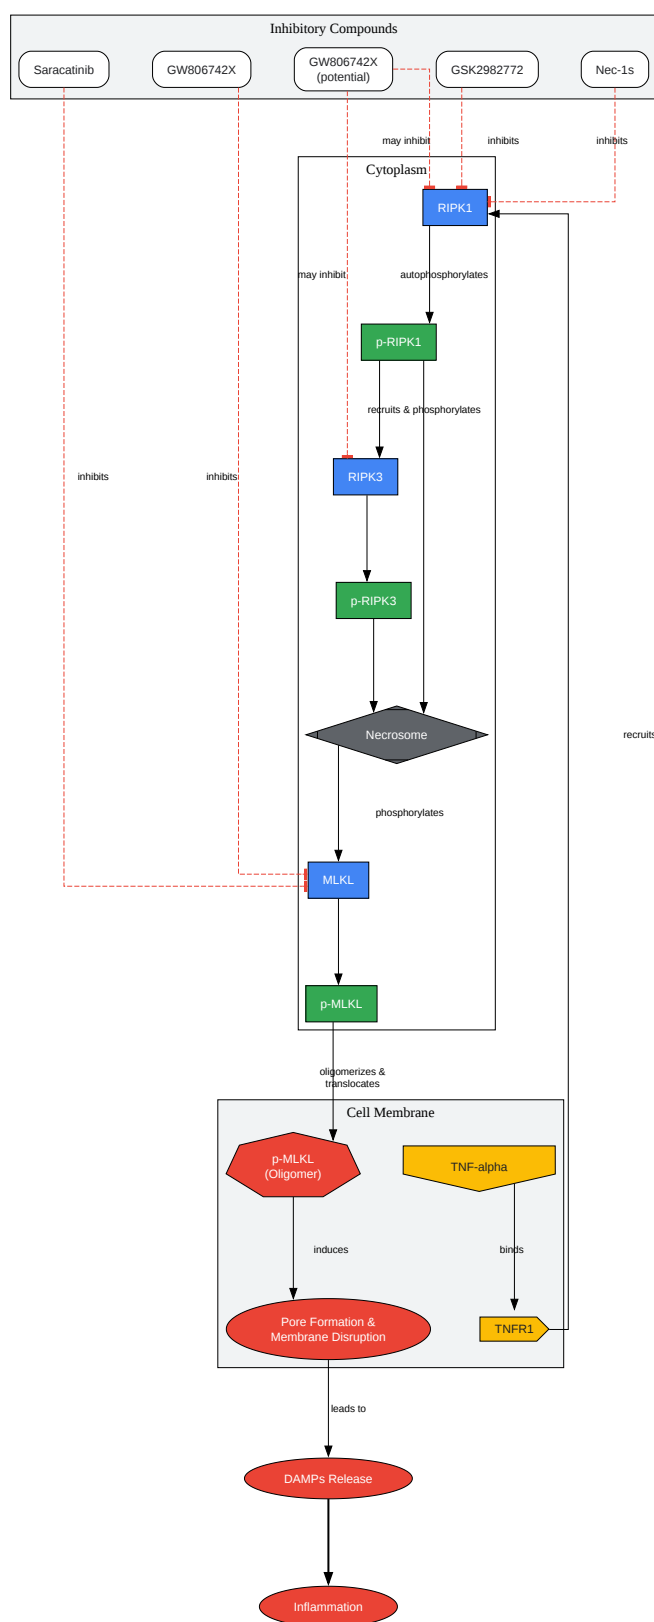 Inhibitory Compounds
Saracatinib
GW806742X
GW806742X
(potential)
GSK2982772
Nec-1s
may inhibit
inhibits
inhibits
Cytoplasm
RIPK1
may inhibit
autophosphorylates
p-RIPK1
recruits & phosphorylates
inhibits
inhibits
RIPK3
p-RIPK3
Necrosome
recruits
phosphorylates
MLKL
p-MLKL
oligomerizes &
translocates
Cell Membrane
p-MLKL
(Oligomer)
TNF-alpha
induces
binds
Pore Formation &
Membrane Disruption
TNFR1
leads to
DAMPs Release
Inflammation